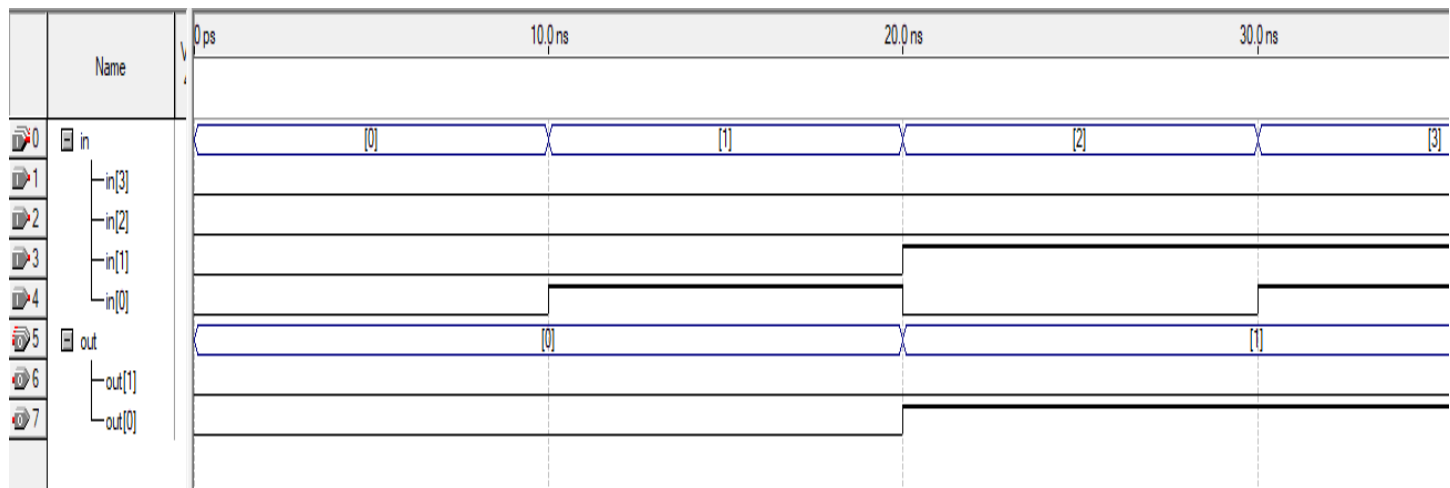 0 ps 10.0 ns 20.0 ns 30.0 ns
Name
0 in [0] [1] [2] [3]
1 in[3]
2 in[2]
3 in[1]
4 in[0]
5 out [0] [1]
6 out[1]
7 out[0]